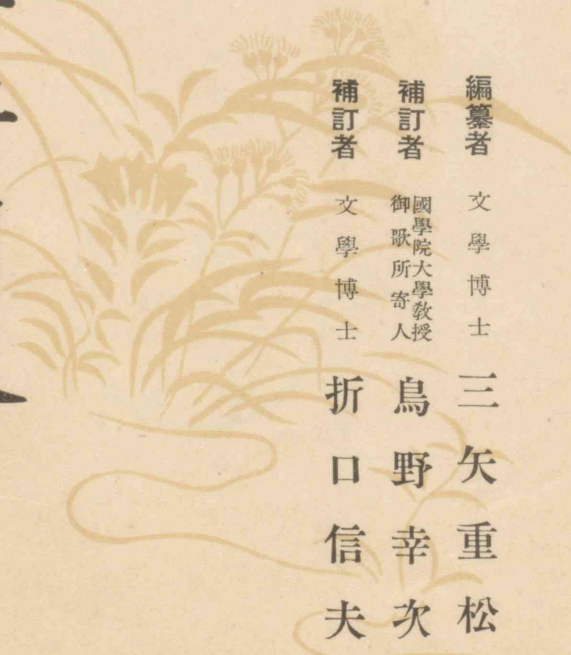 編纂者 文學博士 三矢重松
補訂者 國學院大學敎授 御歌所寄人 鳥野幸次
補訂者 文學博士 折口信夫